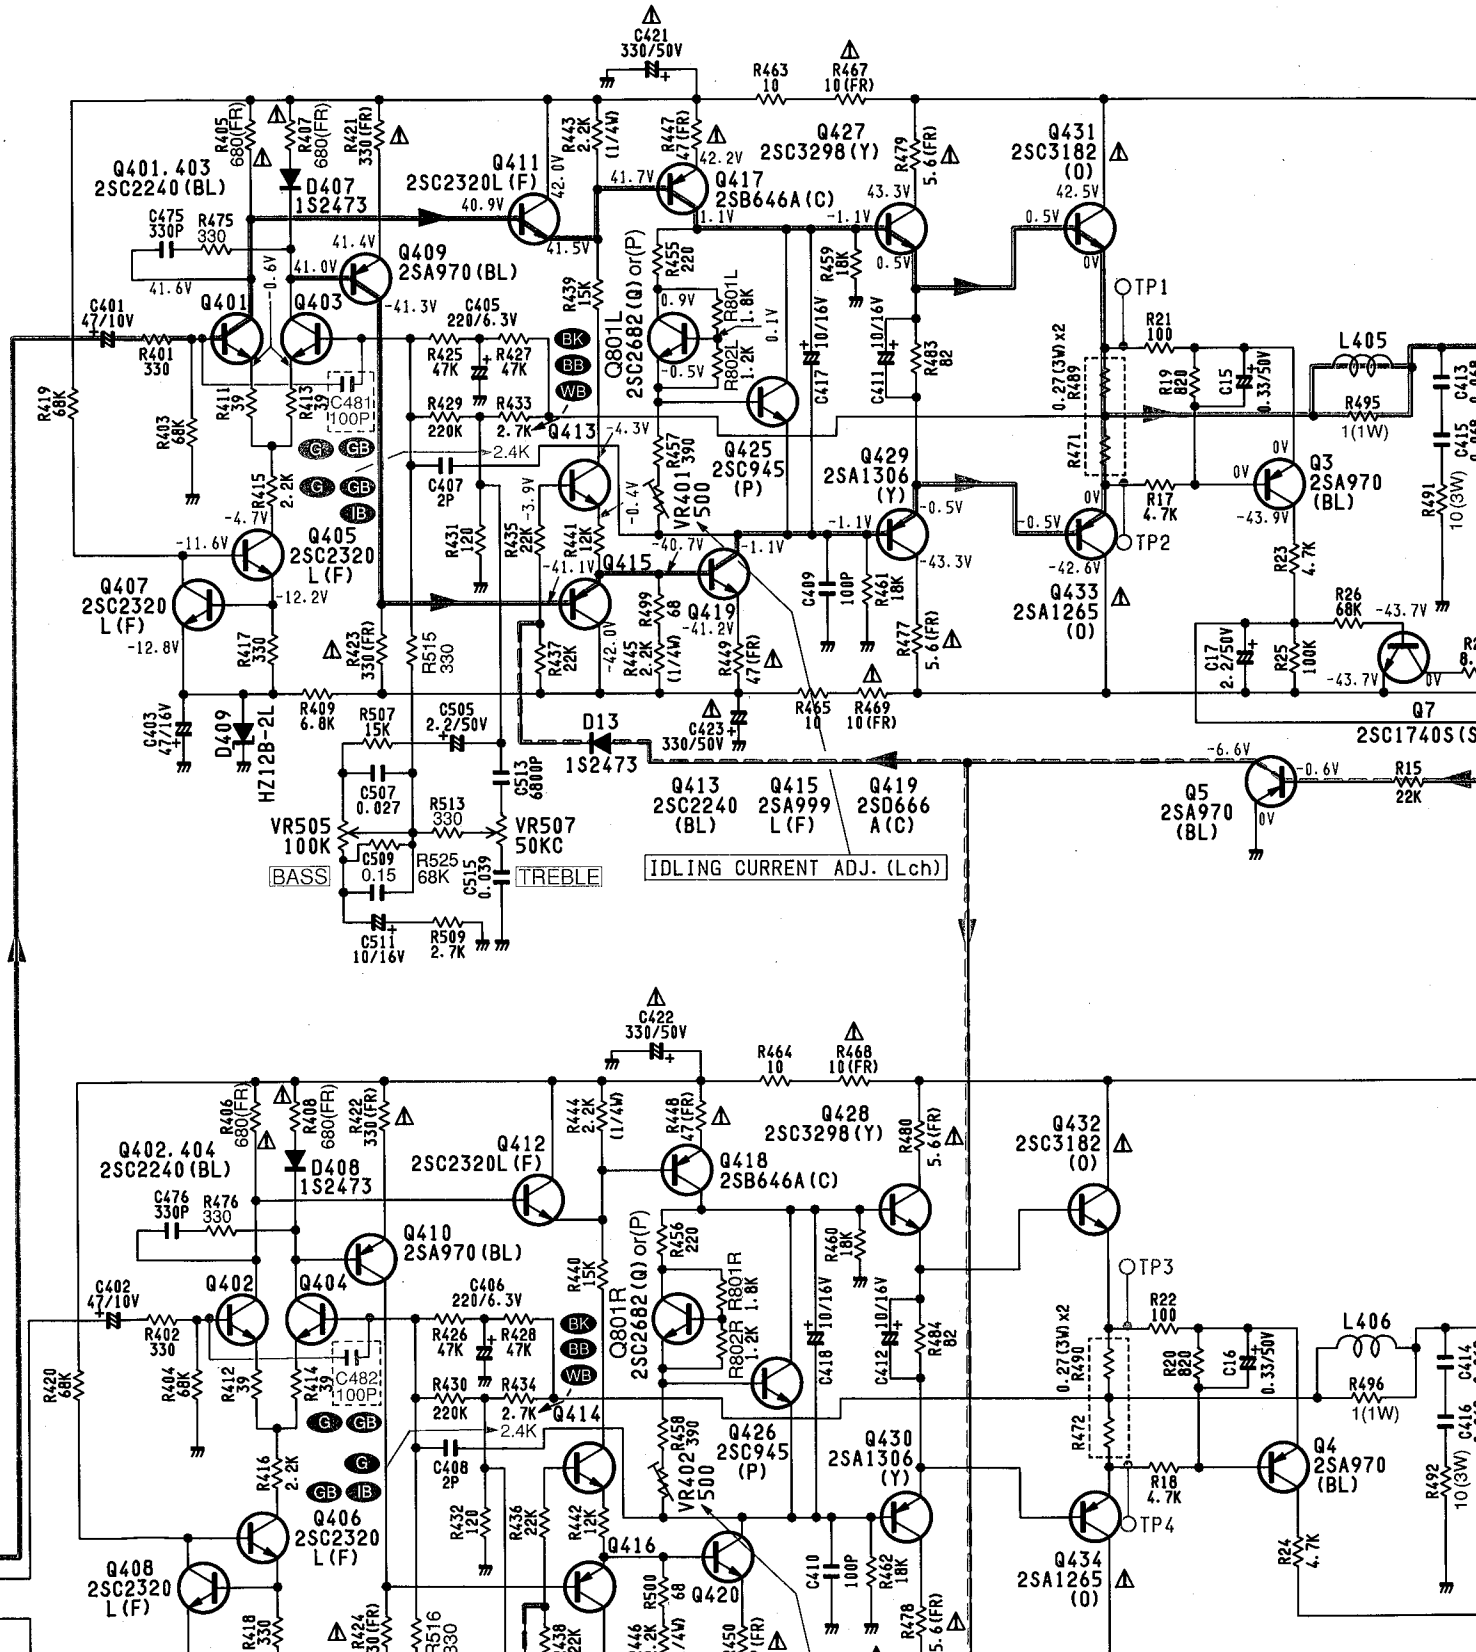 C421
330/50V
R463
10
R467
10(FR)
R405
680(FR)
R407
680(FR)
R421
330(FR)
R443
2.2K
(1/4W)
R447
47(FR)
Q427
2SC3298(Y)
R479
5.6(FR)
Q431
2SC3182
(O)
Q401.403
2SC2240(BL)
D407
1S2473
Q411
2SC2320L(F)
42.0V
40.9V
41.5V
41.7V
42.2V
Q417
2SB646A(C)
1.1V
-1.1V
43.3V
0.5V
0.5V
42.5V
0V
C475
330P
R475
330
41.6V
-0.6V
41.0V
41.4V
Q409
2SA970(BL)
-41.3V
R439
15K
R455
220
Q801L
2SC2682(Q)or(P)
0.9V
R801L
1.8K
R802L
1.2K
0.1V
-0.5V
R459
18K
10/16V
C417
10/16V
C411
R483
82
TP1
R21
100
L405
C401
47/10V
R401
330
Q401
Q403
C405
220/6.3V
R425
47K
R427
47K
BK
BB
WB
0.27(3W)x2
R489
R471
R19
820
C15
0.33/50V
R495
1(1W)
C413
C415
R419
68K
R403
68K
R411
39
R413
39
C481
100P
R429
220K
R433
2.7K
2.4K
Q413
-4.3V
R457
390
Q425
2SC945
(P)
Q429
2SA1306
(Y)
-0.5V
G
GB
G
GB
IB
R415
2.2K
C407
2P
-3.9V
-0.4V
VR401
500
R17
4.7K
0V
0V
0V
Q3
2SA970
(BL)
-43.9V
R491
10(3W)
-4.7V
-11.6V
Q405
2SC2320
L(F)
R431
120
R435
22K
R441
12K
-40.7V
-1.1V
-1.1V
-43.3V
-0.5V
TP2
-42.6V
Q433
2SA1265
(O)
R23
4.7K
Q407
2SC2320
L(F)
-12.2V
-12.8V
-41.1V
Q415
R499
68
Q419
-41.2V
C409
100P
R461
18K
R477
5.6(FR)
R26
68K
-43.7V
R417
330
R423
330(FR)
R515
330
R437
22K
-42.0V
R445
2.2K
(1/4W)
R449
47(FR)
C17
2.2/50V
R25
100K
-43.7V
0V
Q7
2SC1740S(S
C403
47/16V
D409
HZ12B-2L
R409
6.8K
R507
15K
C505
2.2/50V
D13
1S2473
C423
330/50V
R465
10
R469
10(FR)
C507
0.027
R513
330
C513
6800P
Q413
2SC2240
(BL)
Q415
2SA999
L(F)
Q419
2SD666
A(C)
-6.6V
-0.6V
R15
22K
Q5
2SA970
(BL)
0V
VR505
100K
VR507
50KC
C509
0.15
R525
68K
C515
0.039
BASS
TREBLE
IDLING CURRENT ADJ.(Lch)
C511
10/16V
R509
2.7K
C422
330/50V
R464
10
R468
10(FR)
R406
680(FR)
R408
680(FR)
R422
330(FR)
R444
2.2K
(1/4W)
R448
47(FR)
Q428
2SC3298(Y)
R480
5.6(FR)
Q432
2SC3182
(O)
Q402.404
2SC2240(BL)
D408
1S2473
Q412
2SC2320L(F)
Q418
2SB646A(C)
C476
330P
R476
330
Q410
2SA970(BL)
R440
15K
R456
220
Q801R
2SC2682(Q)or(P)
R801R
1.8K
R802R
1.2K
R460
18K
10/16V
C418
10/16V
C412
R484
82
TP3
R22
100
L406
C402
47/10V
R402
330
Q402
Q404
C406
220/6.3V
R426
47K
R428
47K
BK
BB
WB
0.27(3W)x2
R490
R472
R20
820
C16
0.33/50V
R496
1(1W)
C414
C416
R420
68K
R404
68K
R412
39
R414
39
C482
100P
R430
220K
R434
2.7K
2.4K
Q414
R458
390
Q426
2SC945
(P)
Q430
2SA1306
(Y)
G
GB
G
GB
IB
R416
2.2K
C408
2P
VR402
500
R18
4.7K
Q4
2SA970
(BL)
R492
10(3W)
Q406
2SC2320
L(F)
R432
120
R436
22K
R442
12K
TP4
Q434
2SA1265
(O)
R24
4.7K
Q408
2SC2320
L(F)
Q416
R500
68
Q420
C410
100P
R462
18K
R478
5.6(FR)
R418
330
R424
R516